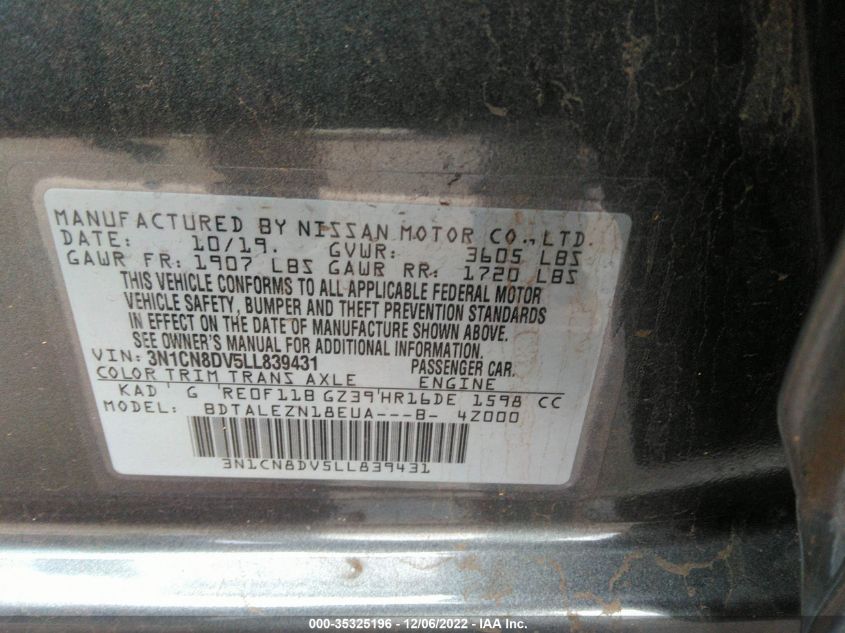 MANUFACTURED BY NISSAN MOTOR CO., LTD.
DATE: 10/19. GVWR: 3605 LBS
GAWR FR: 1907 LBS GAWR RR: 1720 LBS
THIS VEHICLE CONFORMS TO ALL APPLICABLE FEDERAL MOTOR
VEHICLE SAFETY, BUMPER AND THEFT PREVENTION STANDARDS
IN EFFECT ON THE DATE OF MANUFACTURE SHOWN ABOVE.
SEE OWNER'S MANUAL FOR ADDITIONAL INFORMATION.
VIN: 3N1CN8DV5LL839431 PASSENGER CAR.
COLOR TRIM TRANS AXLE ENGINE
KAD G RE0F11B GZ39 HR16DE 1598 CC
MODEL: BDTALEZN18EUA---B- 4Z000
3N1CN8DV5LL839431
000-35325196 - 12/06/2022 - IAA Inc.